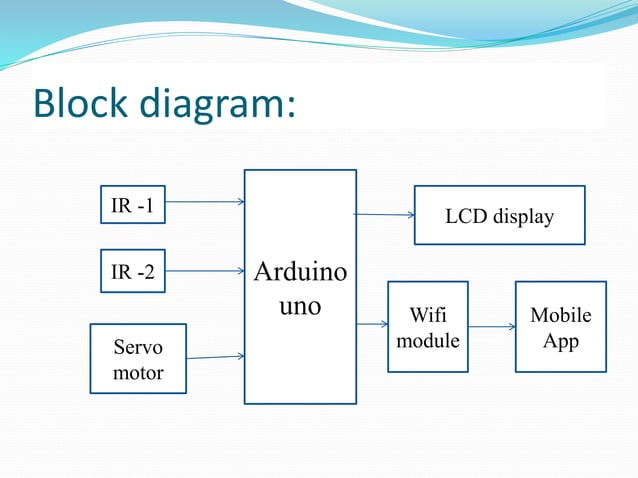 Block diagram:
IR -1
IR -2
Servo
motor
Arduino
uno
LCD display
Wifi
module
Mobile
App